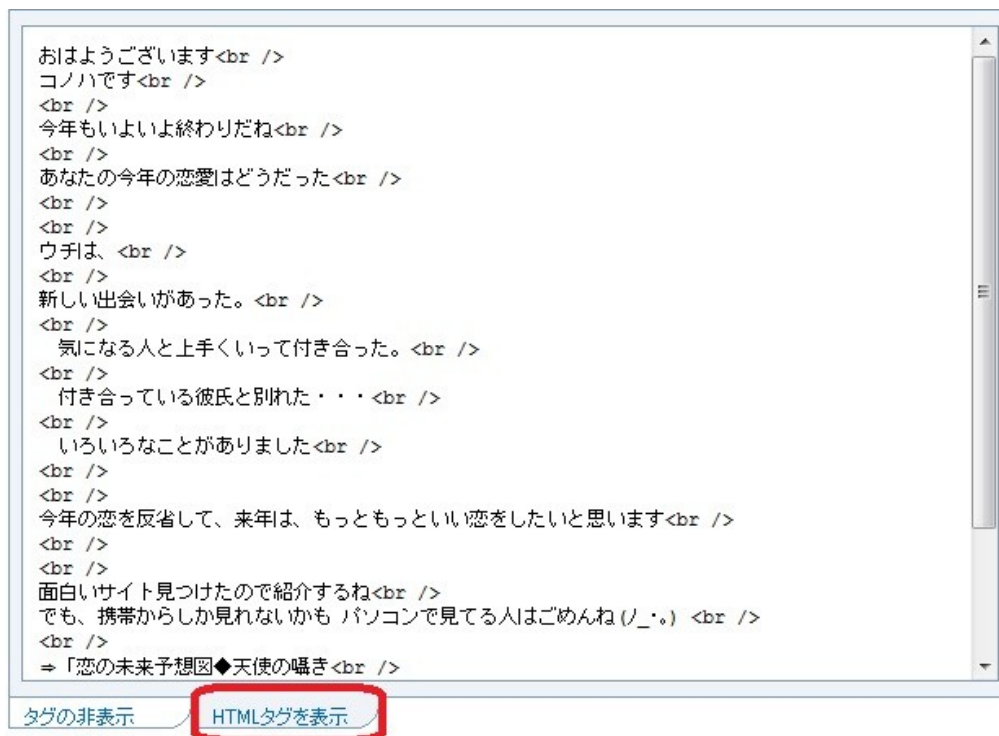 おはようございます<br />
コノハです<br />
<br />
今年もいよいよ終わりだね<br />
<br />
あなたの今年の恋愛はどうだった<br />
<br />
<br />
ウチは、<br />
<br />
新しい出会いがあった。<br />
<br />
　気になる人と上手くいって付き合った。<br />
<br />
　付き合っている彼氏と別れた・・・<br />
<br />
　いろいろなことがありました<br />
<br />
<br />
今年の恋を反省して、来年は、もっともっといい恋をしたいと思います<br />
<br />
<br />
面白いサイト見つけたので紹介するね<br />
でも、携帯からしか見れないかも パソコンで見てる人はごめんね(ﾉ_･｡) <br />
<br />
⇒「恋の未来予想図◆天使の囁き<br />
タグの非表示 HTMLタグを表示